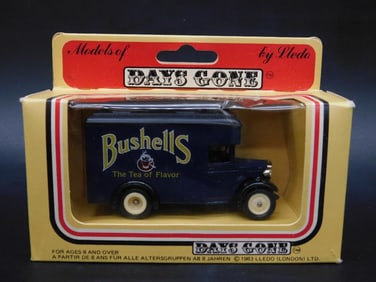 Models of by Lledo
DAYS GONE
Bushells
The Tea of Flavor
DAYS GONE
FOR AGES 8 AND OVER
A PARTIR DE 8 ANS FÜR ALLE ALTERSGRUPPEN AB 8 JAHREN © 1983 LLEDO (LONDON) LTD.